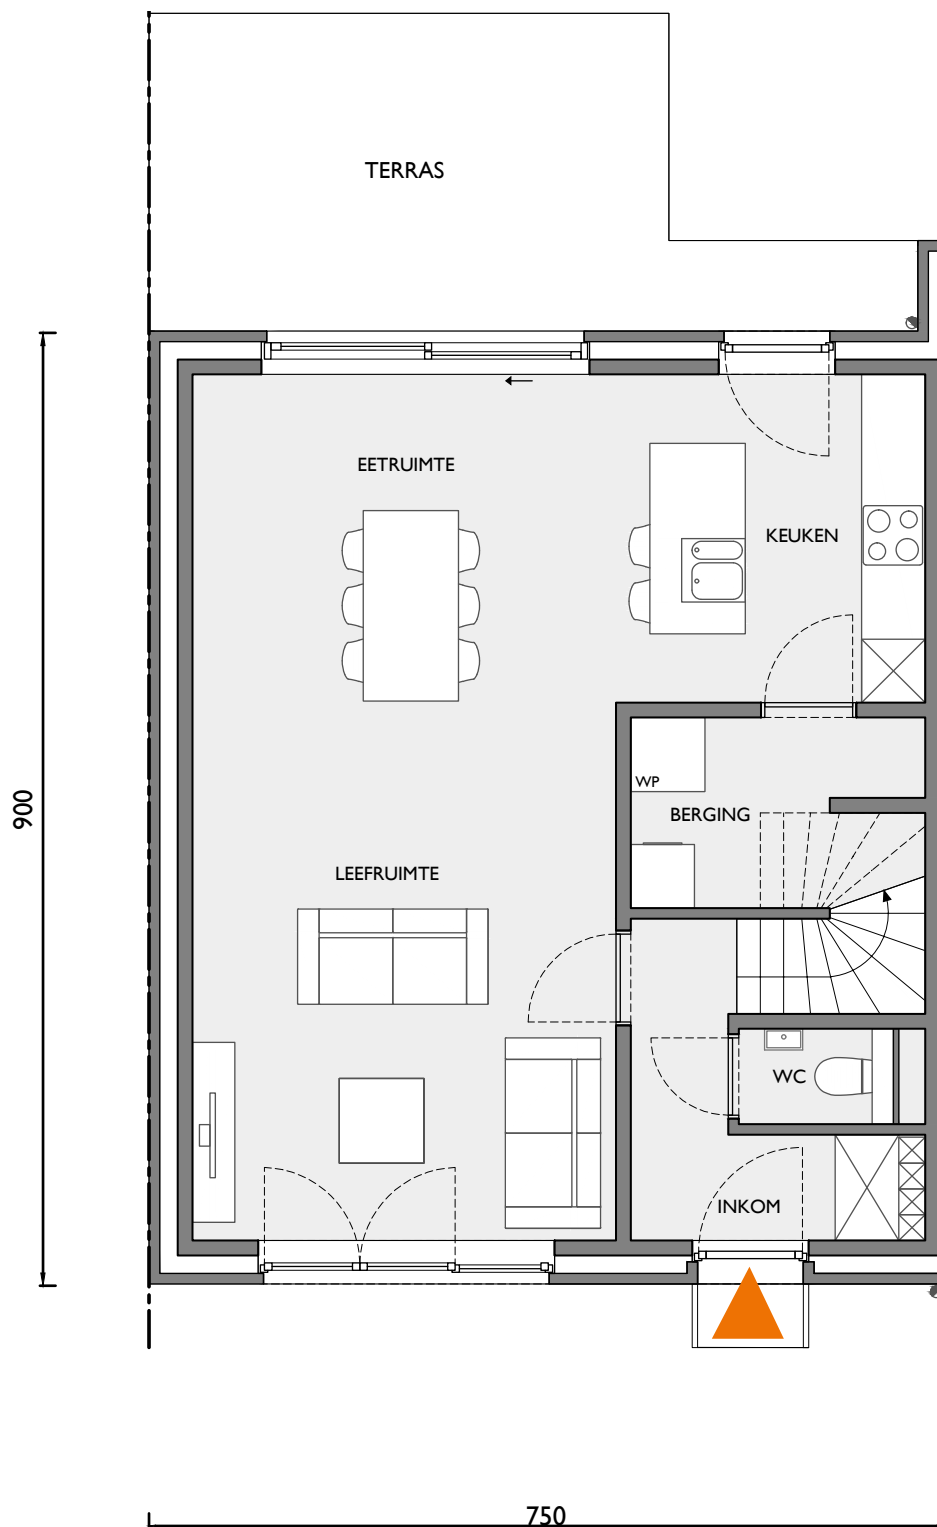 TERRAS
EETRUIMTE
KEUKEN
WP
BERGING
900
LEEFRUIMTE
WC
INKOM
750